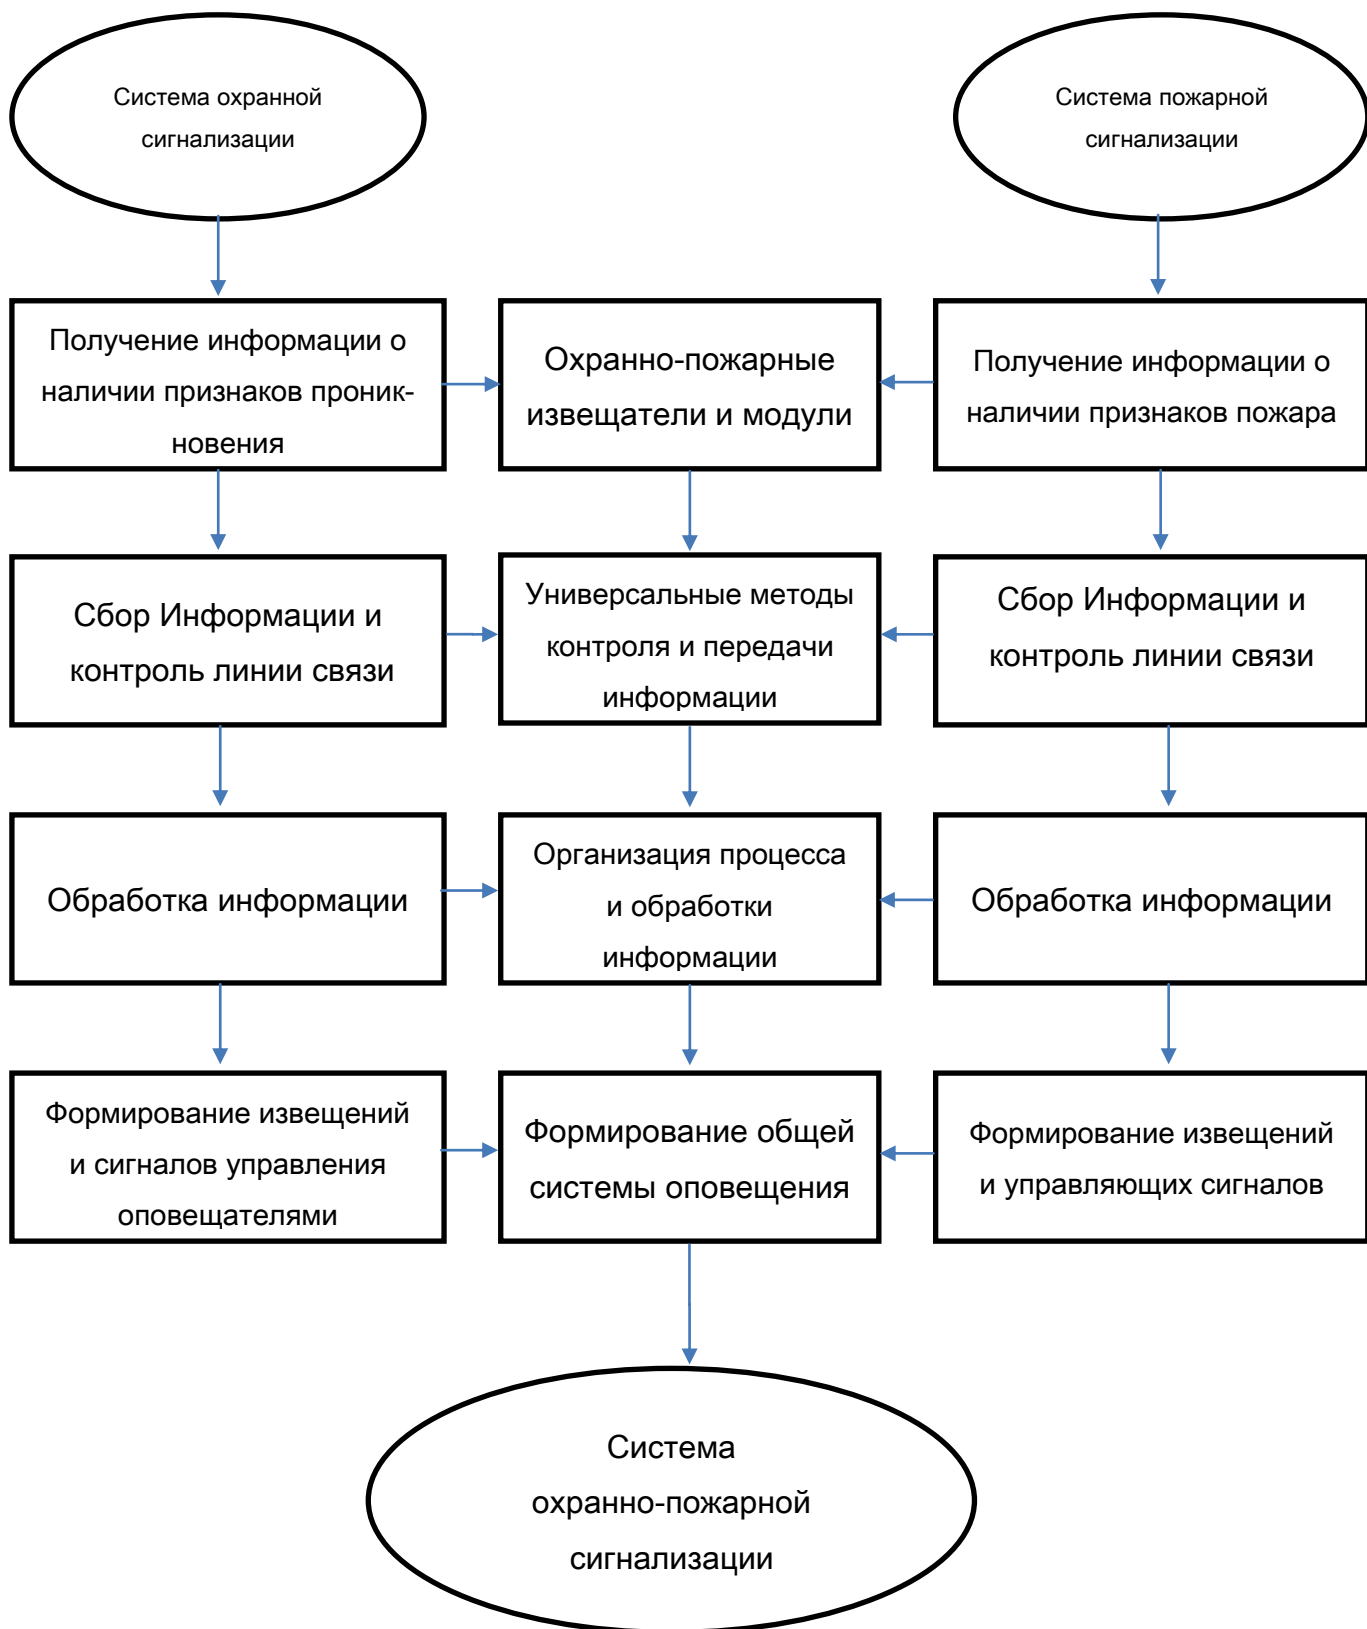 Система охранной
сигнализации
Система пожарной
сигнализации
Получение информации о
наличии признаков проник-
новения
Охранно-пожарные
извещатели и модули
Получение информации о
наличии признаков пожара
Сбор Информации и
контроль линии связи
Универсальные методы
контроля и передачи
информации
Сбор Информации и
контроль линии связи
Обработка информации
Организация процесса
и обработки
информации
Обработка информации
Формирование извещений
и сигналов управления
оповещателями
Формирование общей
системы оповещения
Формирование извещений
и управляющих сигналов
Система
охранно-пожарной
сигнализации